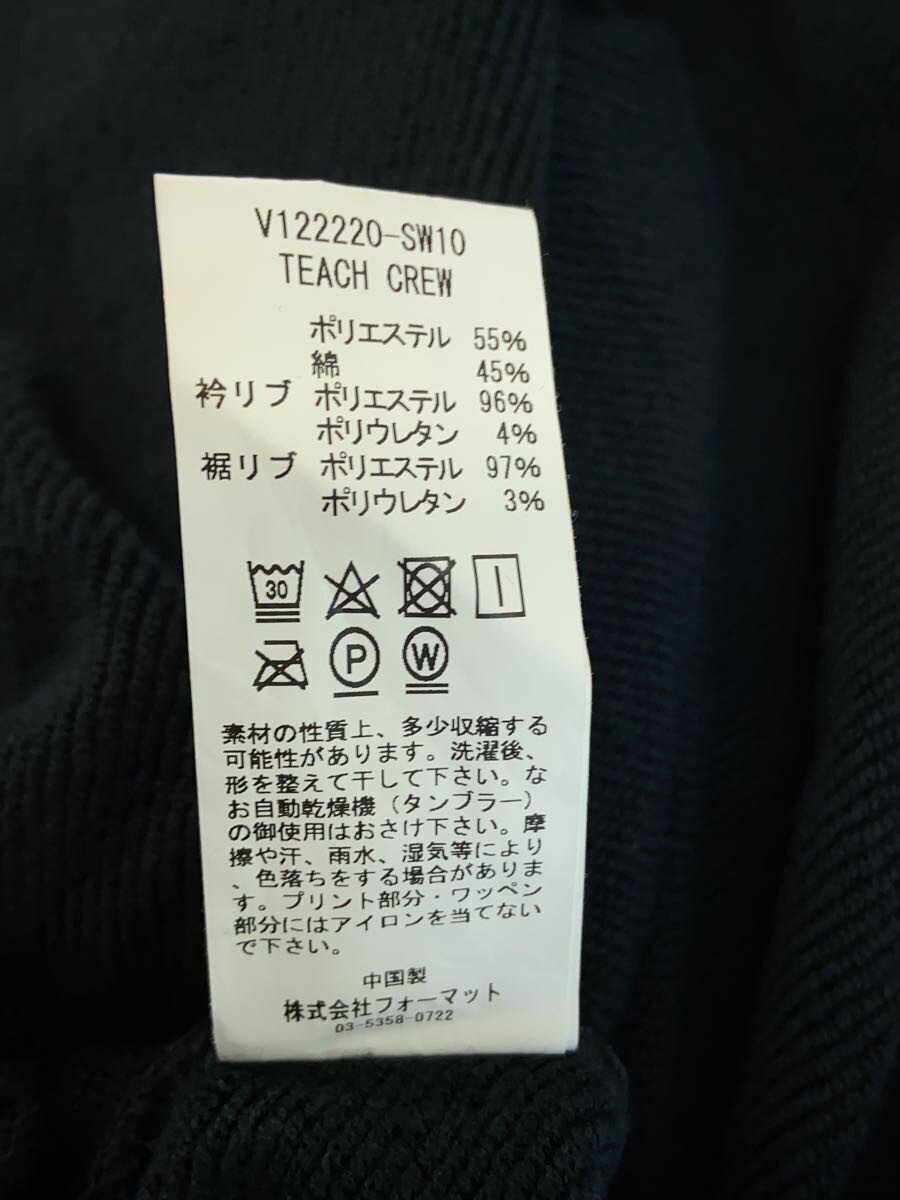 V122220-SW10
TEACH CREW
ポリエステル 55%
綿 45%
衿リブ ポリエステル 96%
ポリウレタン 4%
裾リブ ポリエステル 97%
ポリウレタン 3%
30
P W
素材の性質上、多少収縮する
可能性があります。洗濯後、
形を整えて干して下さい。な
お自動乾燥機（タンブラー）
の御使用はおさけ下さい。摩
擦や汗、雨水、湿気等により
、色落ちをする場合がありま
す。プリント部分・ワッペン
部分にはアイロンを当てない
で下さい。
中国製
株式会社フォーマット
03-5358-0722